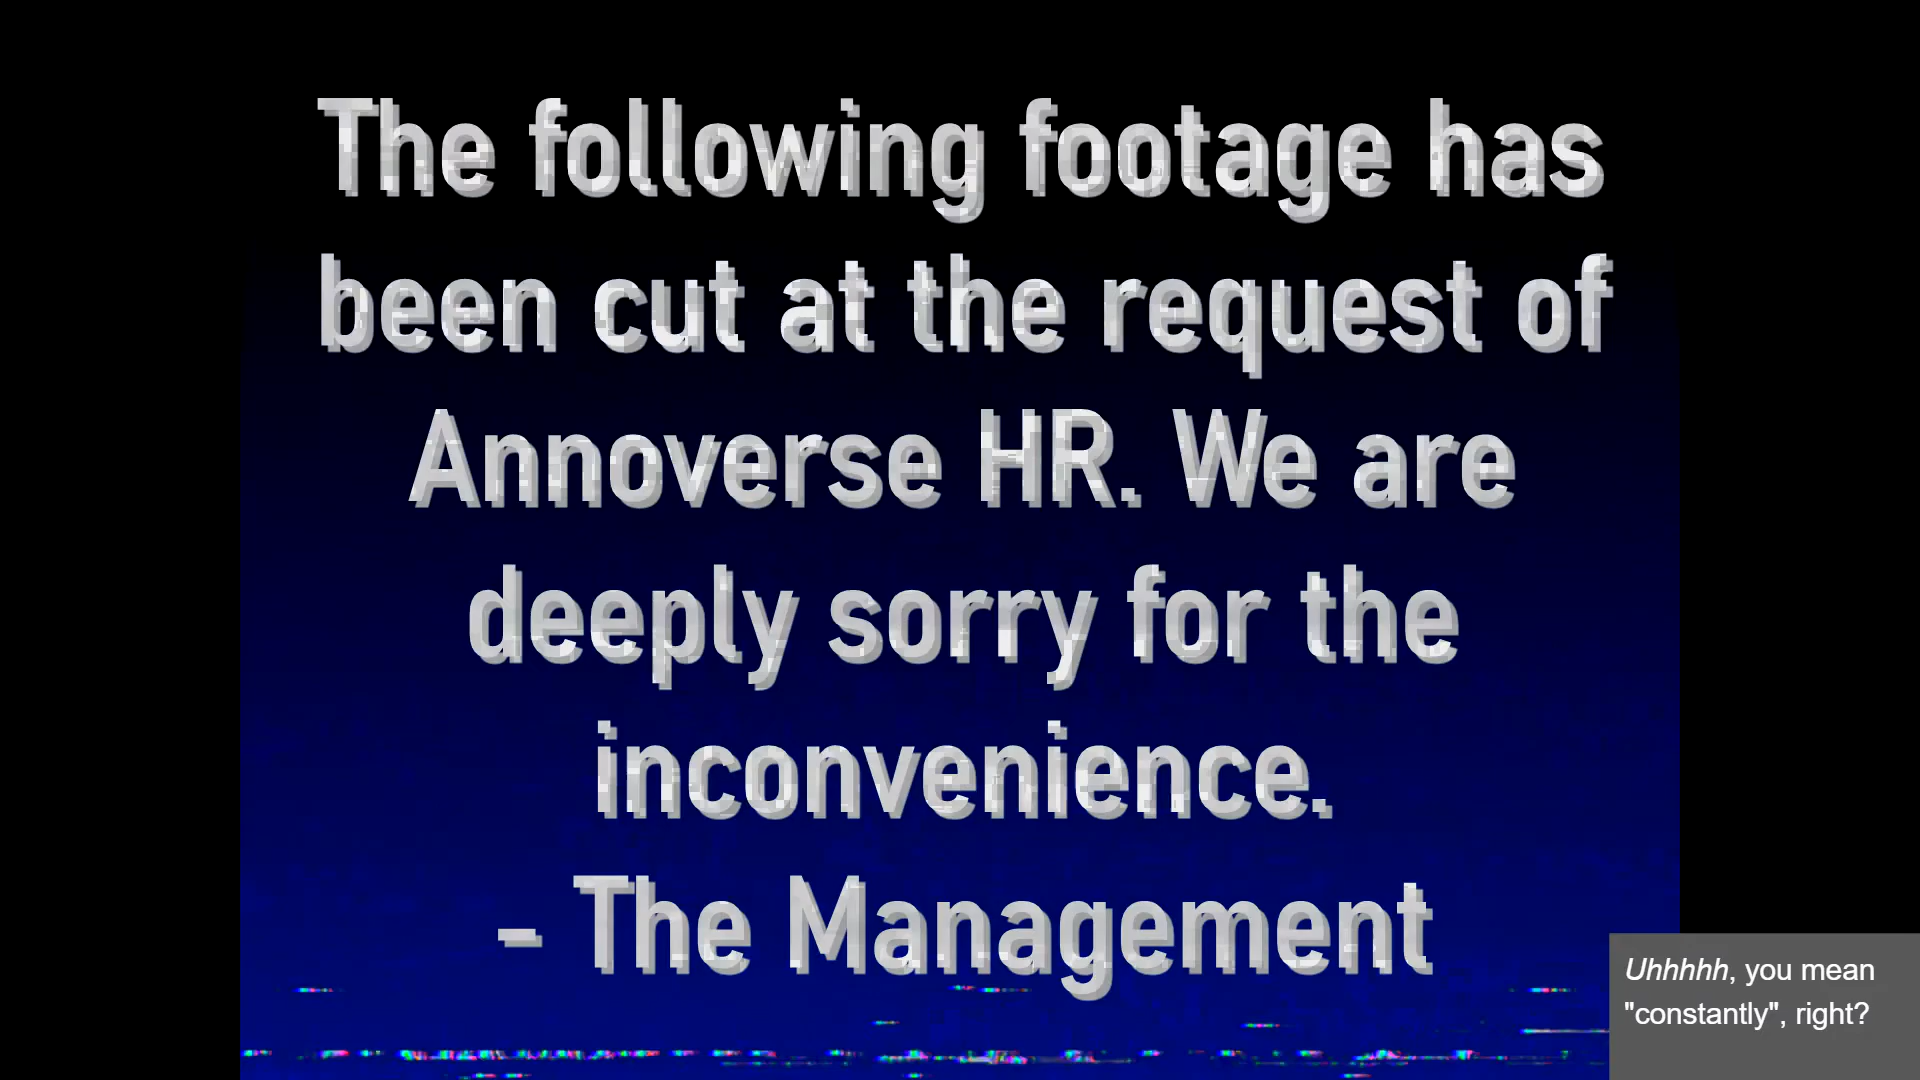 The following footage has
been cut at the request of
Annoverse HR. We are
deeply sorry for the
inconvenience.
- The Management
Uhhhhh, you mean
"constantly", right?